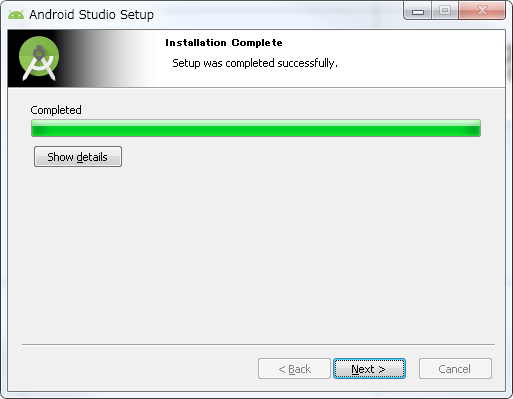 Android Studio Setup
Installation Complete
Setup was completed successfully.
Completed
Show details
< Back
Next >
Cancel